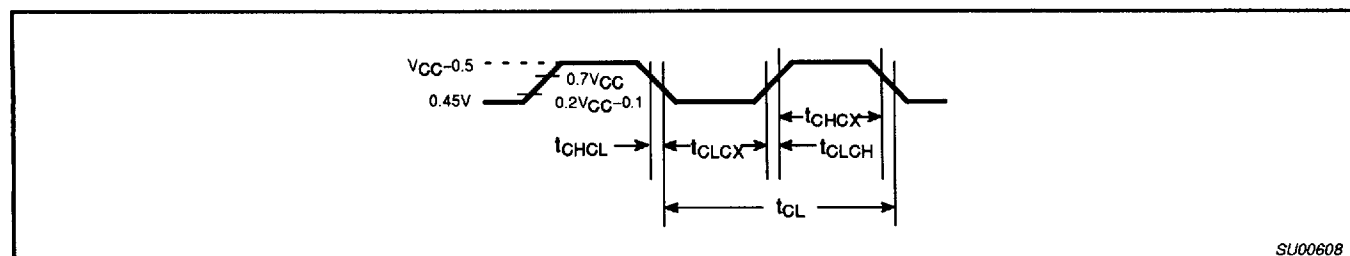 VCC–0.5
0.7VCC
0.45V
0.2VCC–0.1
tCHCX
tCHCL
tCLCX
tCLCH
tCL
SU00608